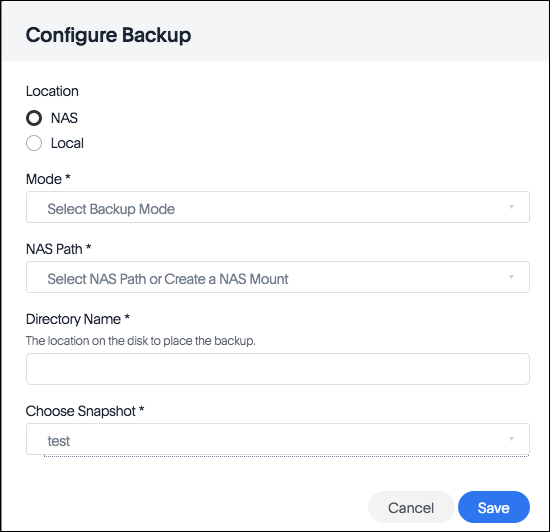 Configure Backup
Location
NAS
Local
Mode *
Select Backup Mode
NAS Path *
Select NAS Path or Create a NAS Mount
Directory Name *
The location on the disk to place the backup.
Choose Snapshot *
test
Cancel
Save